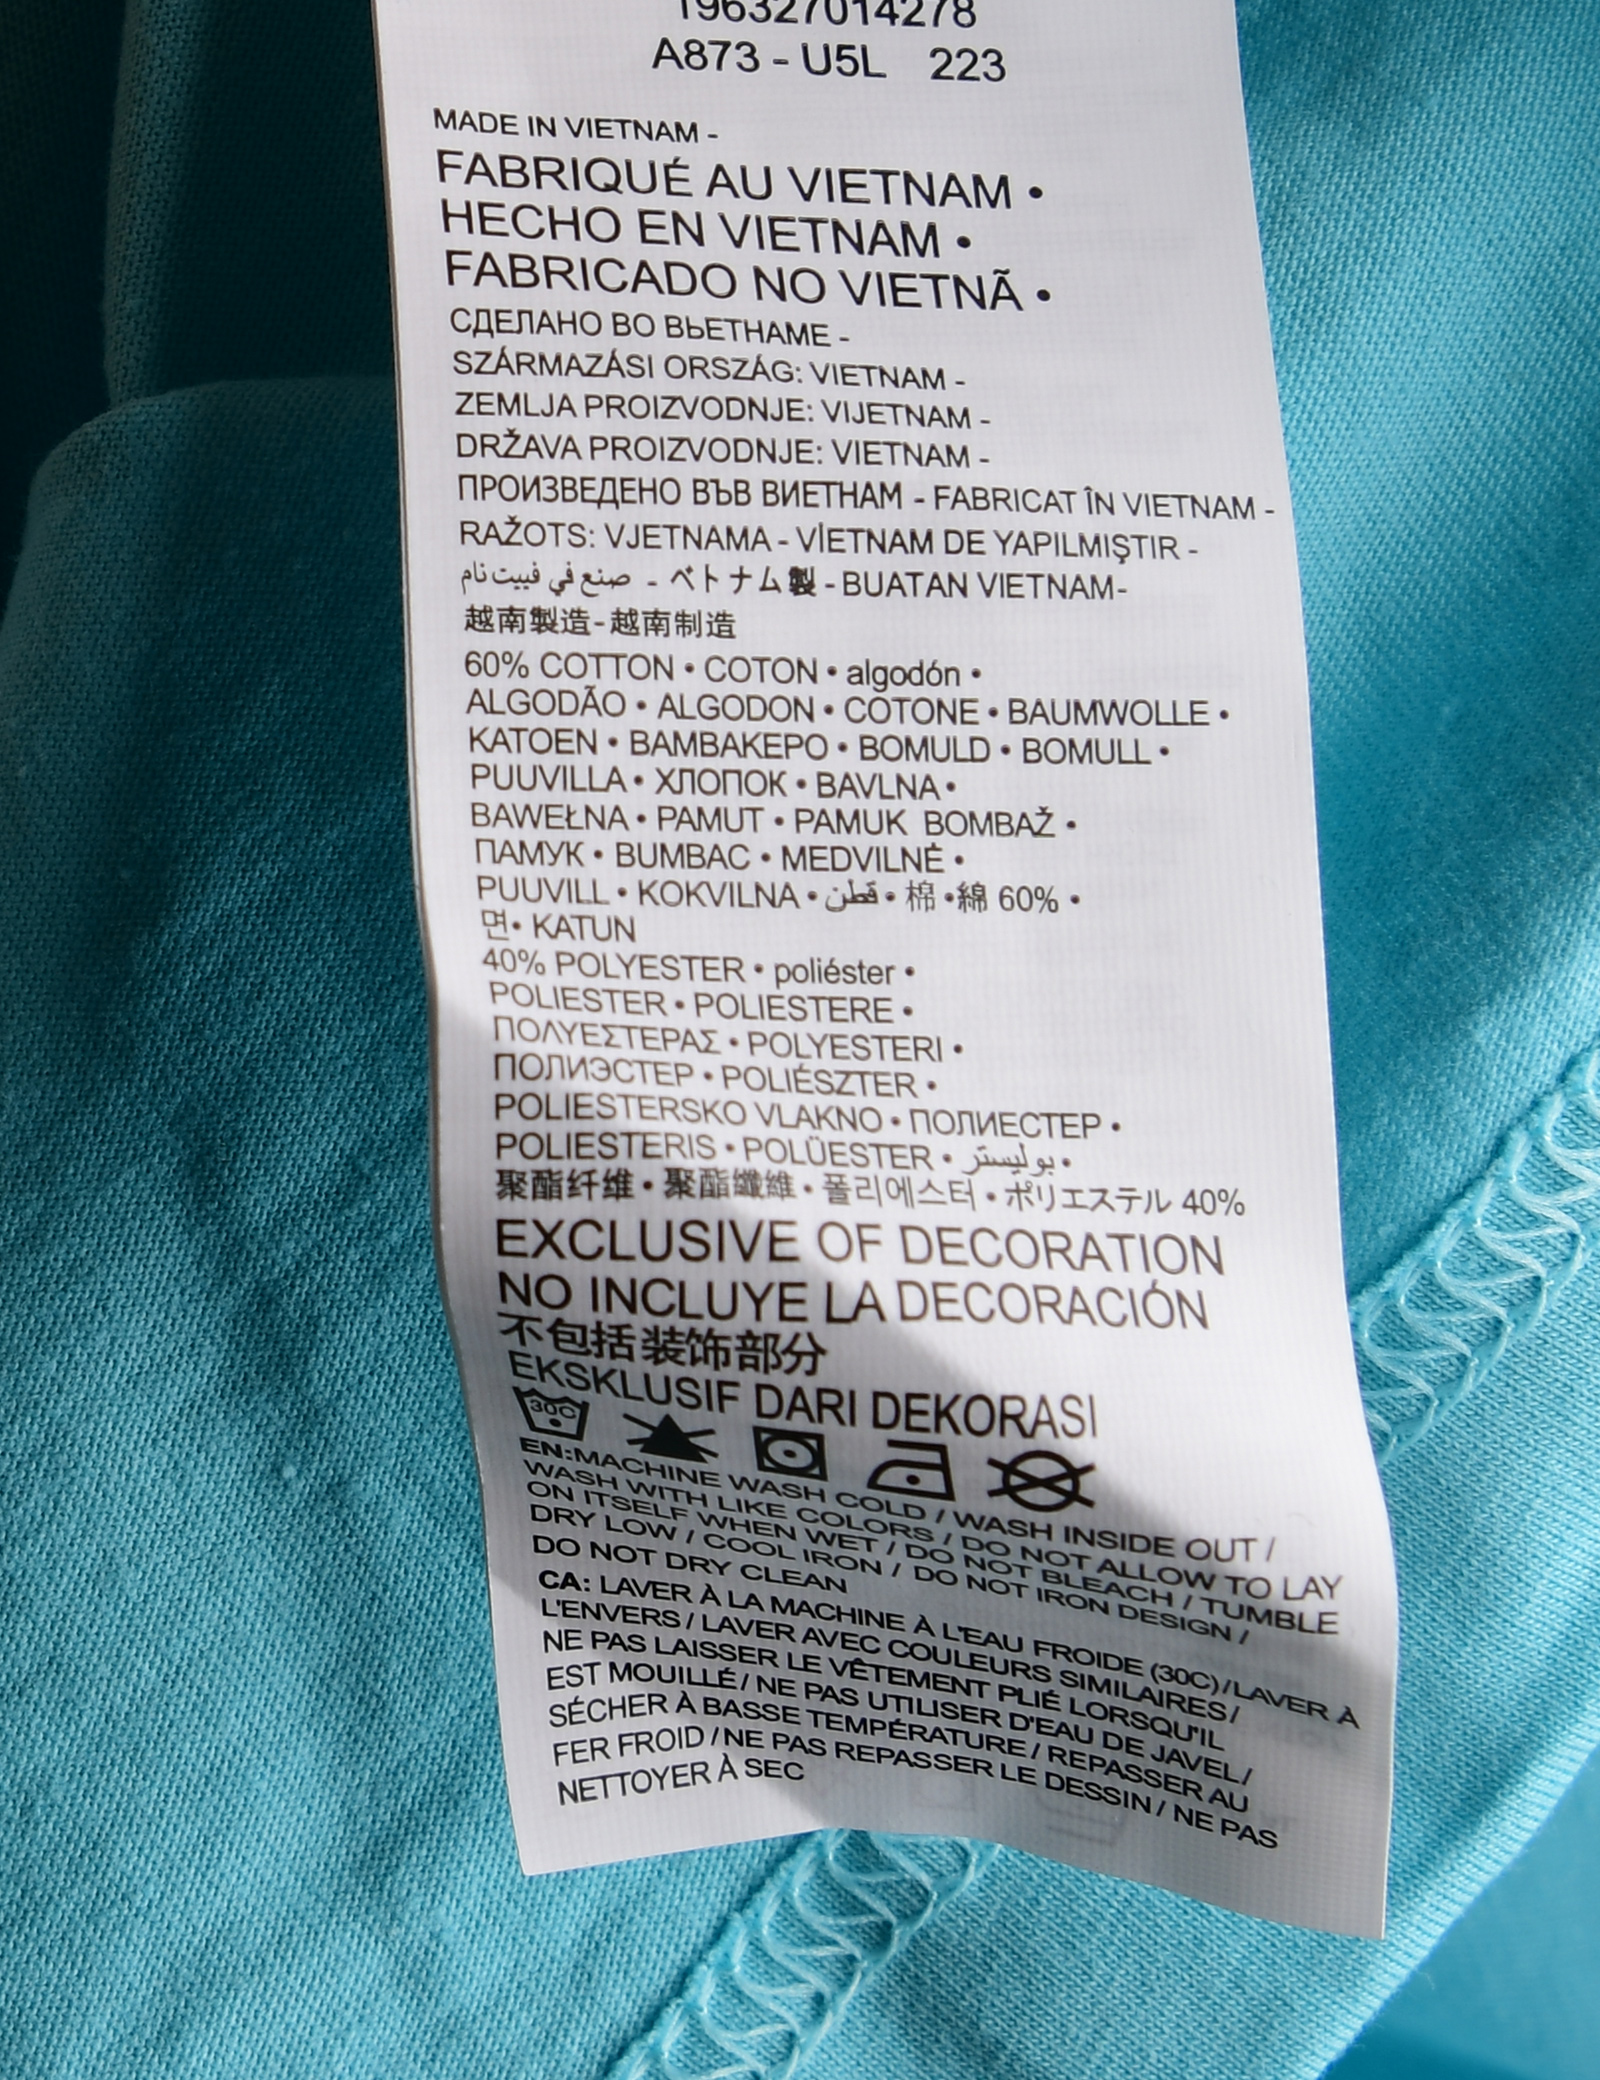 196327014278
A873 - U5L 223
MADE IN VIETNAM -
FABRIQUÉ AU VIETNAM •
HECHO EN VIETNAM •
FABRICADO NO VIETNÃ •
СДЕЛАНО ВО ВЬЕТНАМЕ -
SZÁRMAZÁSI ORSZÁG: VIETNAM -
ZEMLJA PROIZVODNJE: VIJETNAM -
DRŽAVA PROIZVODNJE: VIETNAM -
ПРОИЗВЕДЕНО ВЪВ ВИЕТНАМ - FABRICAT ÎN VIETNAM -
RAŽOTS: VJETNAMA - VİETNAM DE YAPILMIŞTIR -
صنع في فييت نام - ベトナム製 - BUATAN VIETNAM-
越南製造-越南制造
60% COTTON • COTON • algodón •
ALGODÃO • ALGODON • COTONE • BAUMWOLLE •
KATOEN • BAMBAKEPO • BOMULD • BOMULL •
PUUVILLA • ХЛОПОК • BAVLNA •
BAWEŁNA • PAMUT • PAMUK BOMBAŽ •
ПАМУК • BUMBAC • MEDVILNĖ •
PUUVILL • KOKVILNA • قطن • 棉 •綿 60% •
면• KATUN
40% POLYESTER • poliéster •
POLIESTER • POLIESTERE •
ΠΟΛΥΕΣΤΕΡΑΣ • POLYESTERI •
ПОЛИЭСТЕР • POLIÉSZTER •
POLIESTERSKO VLAKNO • ПОЛИЕСТЕР •
POLIESTERIS • POLÜESTER • بوليستر •
聚酯纤维 • 聚酯纖維 • 폴리에스터 • ポリエステル 40%
EXCLUSIVE OF DECORATION
NO INCLUYE LA DECORACIÓN
不包括装饰部分
EKSKLUSIF DARI DEKORASI
30C
EN:MACHINE WASH COLD / WASH INSIDE OUT /
WASH WITH LIKE COLORS / DO NOT ALLOW TO LAY
ON ITSELF WHEN WET / DO NOT BLEACH / TUMBLE
DRY LOW / COOL IRON / DO NOT IRON DESIGN /
DO NOT DRY CLEAN
CA: LAVER À LA MACHINE À L'EAU FROIDE (30C)/LAVER À
L'ENVERS / LAVER AVEC COULEURS SIMILAIRES /
NE PAS LAISSER LE VÊTEMENT PLIÉ LORSQU'IL
EST MOUILLÉ / NE PAS UTILISER D'EAU DE JAVEL /
SÉCHER À BASSE TEMPÉRATURE / REPASSER AU
FER FROID / NE PAS REPASSER LE DESSIN / NE PAS
NETTOYER À SEC